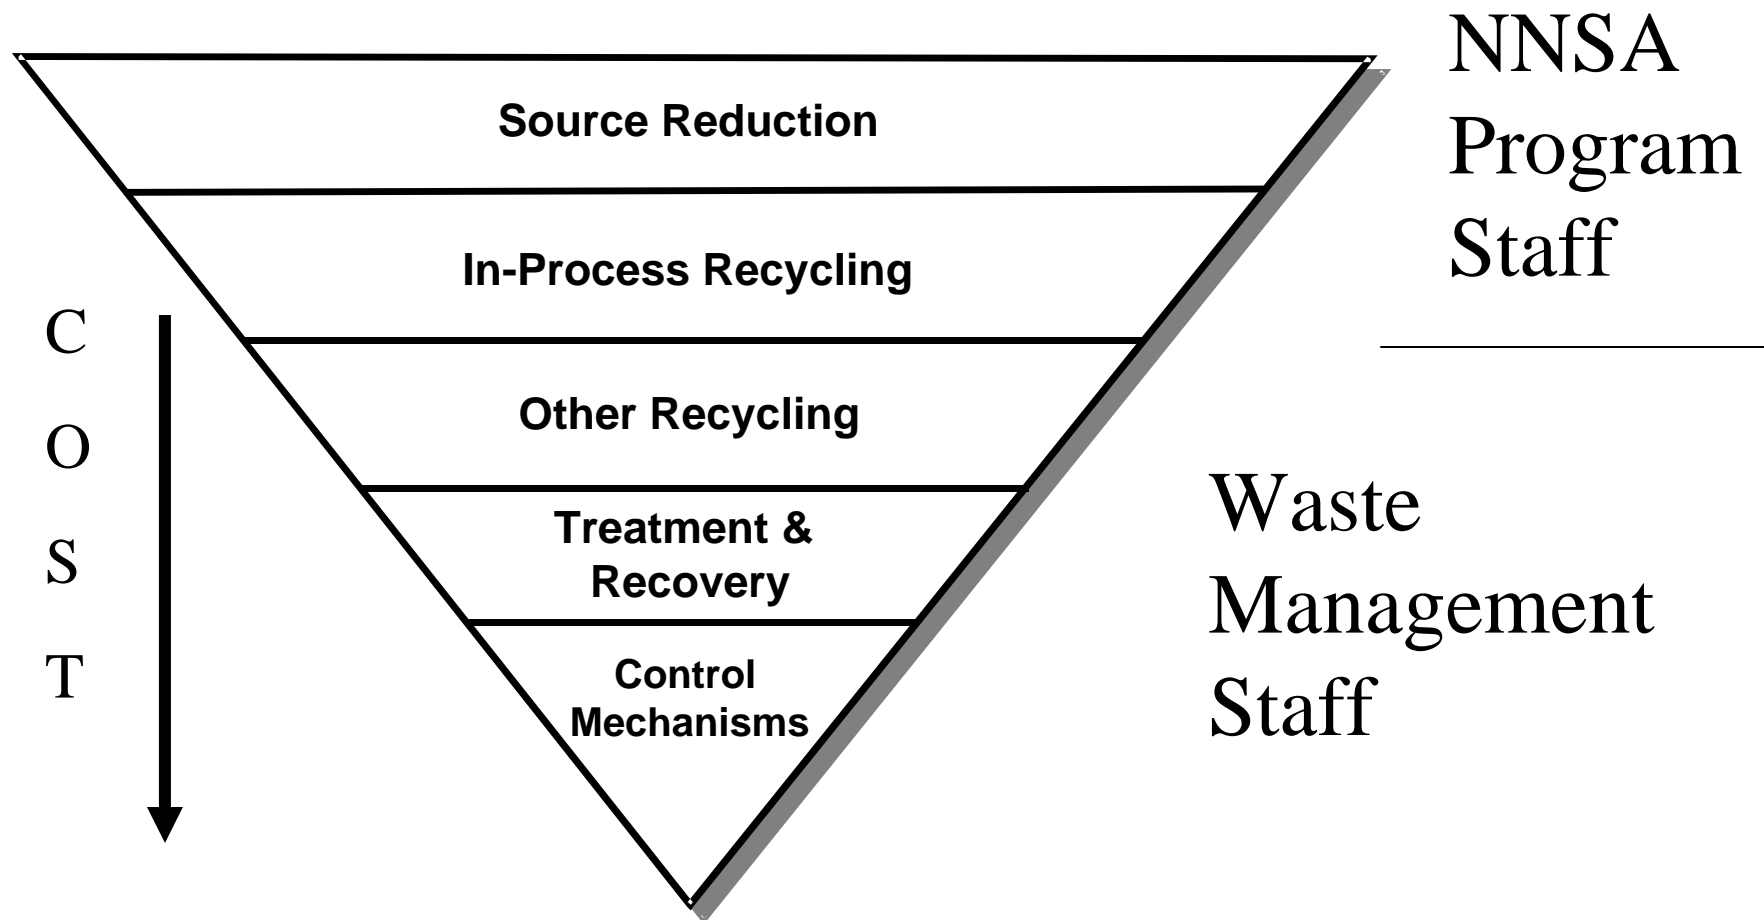 NNSA
Program
Staff
Source Reduction
In-Process Recycling
Other Recycling
Treatment &
Recovery
Control
Mechanisms
C
O
S
T
Waste
Management
Staff